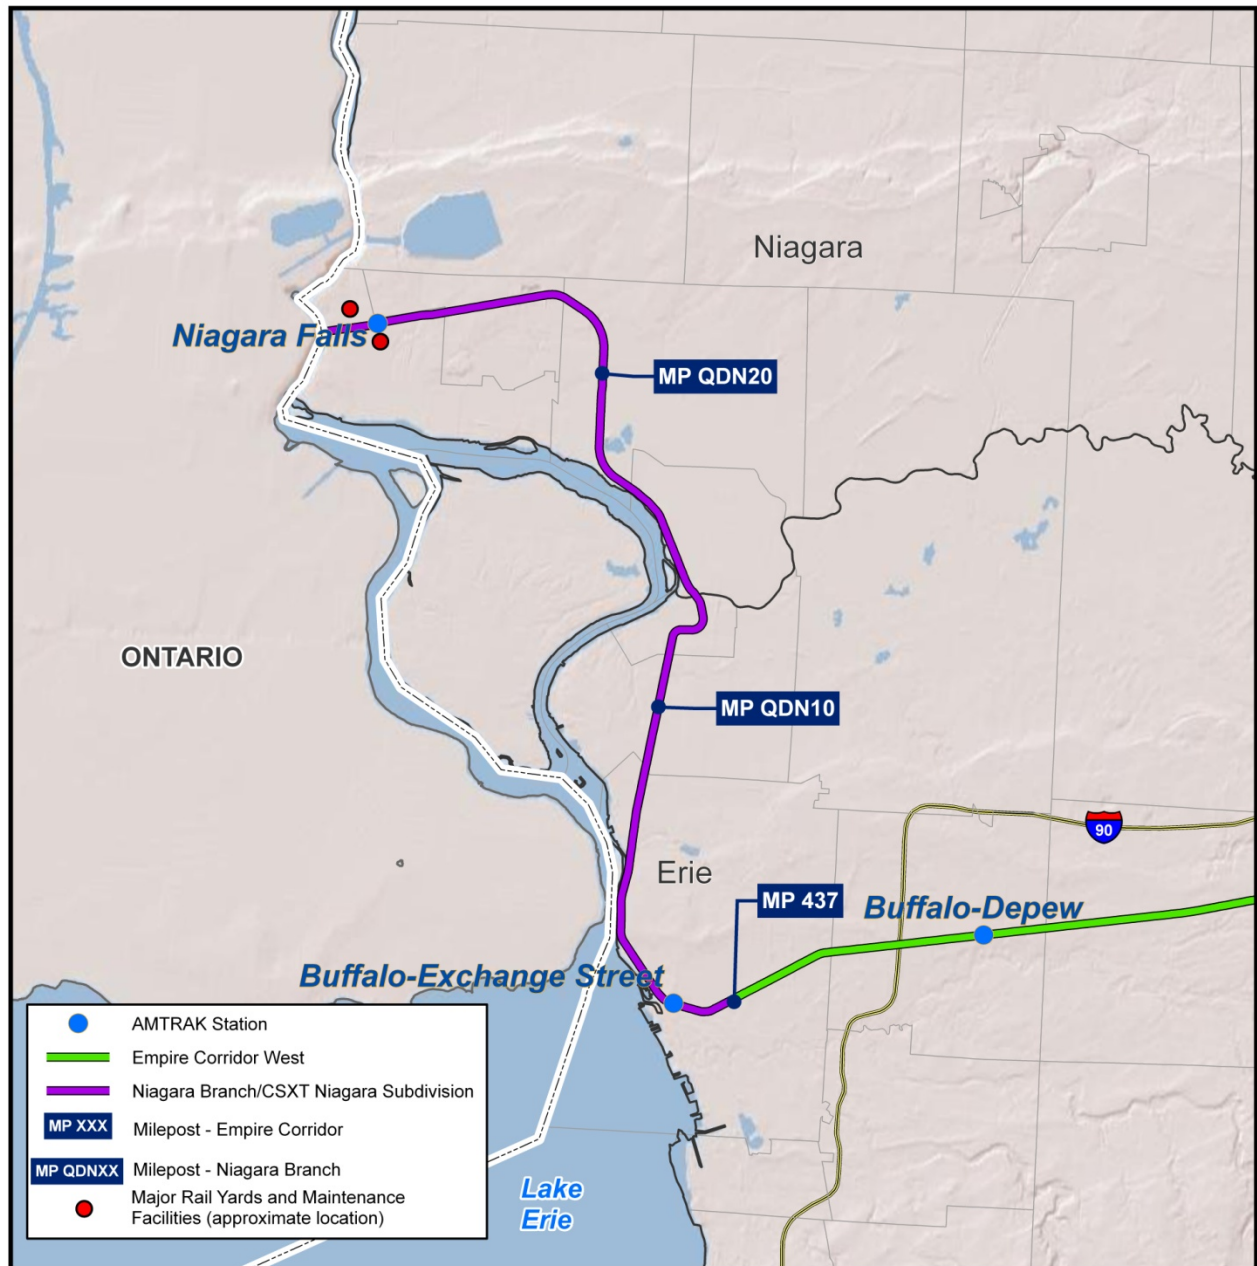 Niagara
Niagara Falls
MP QDN20
ONTARIO
MP QDN10
90
Erie
MP 437
Buffalo-Depew
Buffalo-Exchange Street
AMTRAK Station
Empire Corridor West
Niagara Branch/CSXT Niagara Subdivision
MP XXX Milepost - Empire Corridor
MP QDNXX Milepost - Niagara Branch
Major Rail Yards and Maintenance
Facilities (approximate location)
Lake
Erie